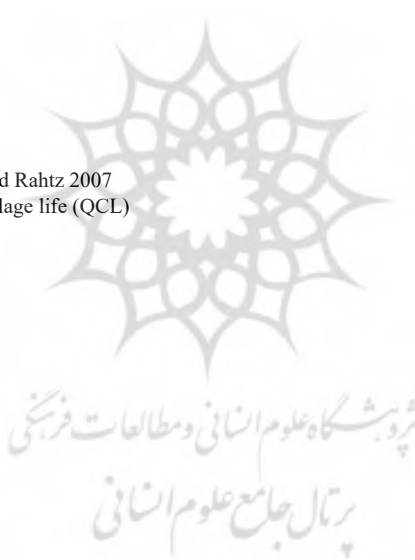 d Rahtz 2007
lage life (QCL)
پژوهشگاه علوم انسانی و مطالعات فرهنگی
پرتال جامع علوم انسانی